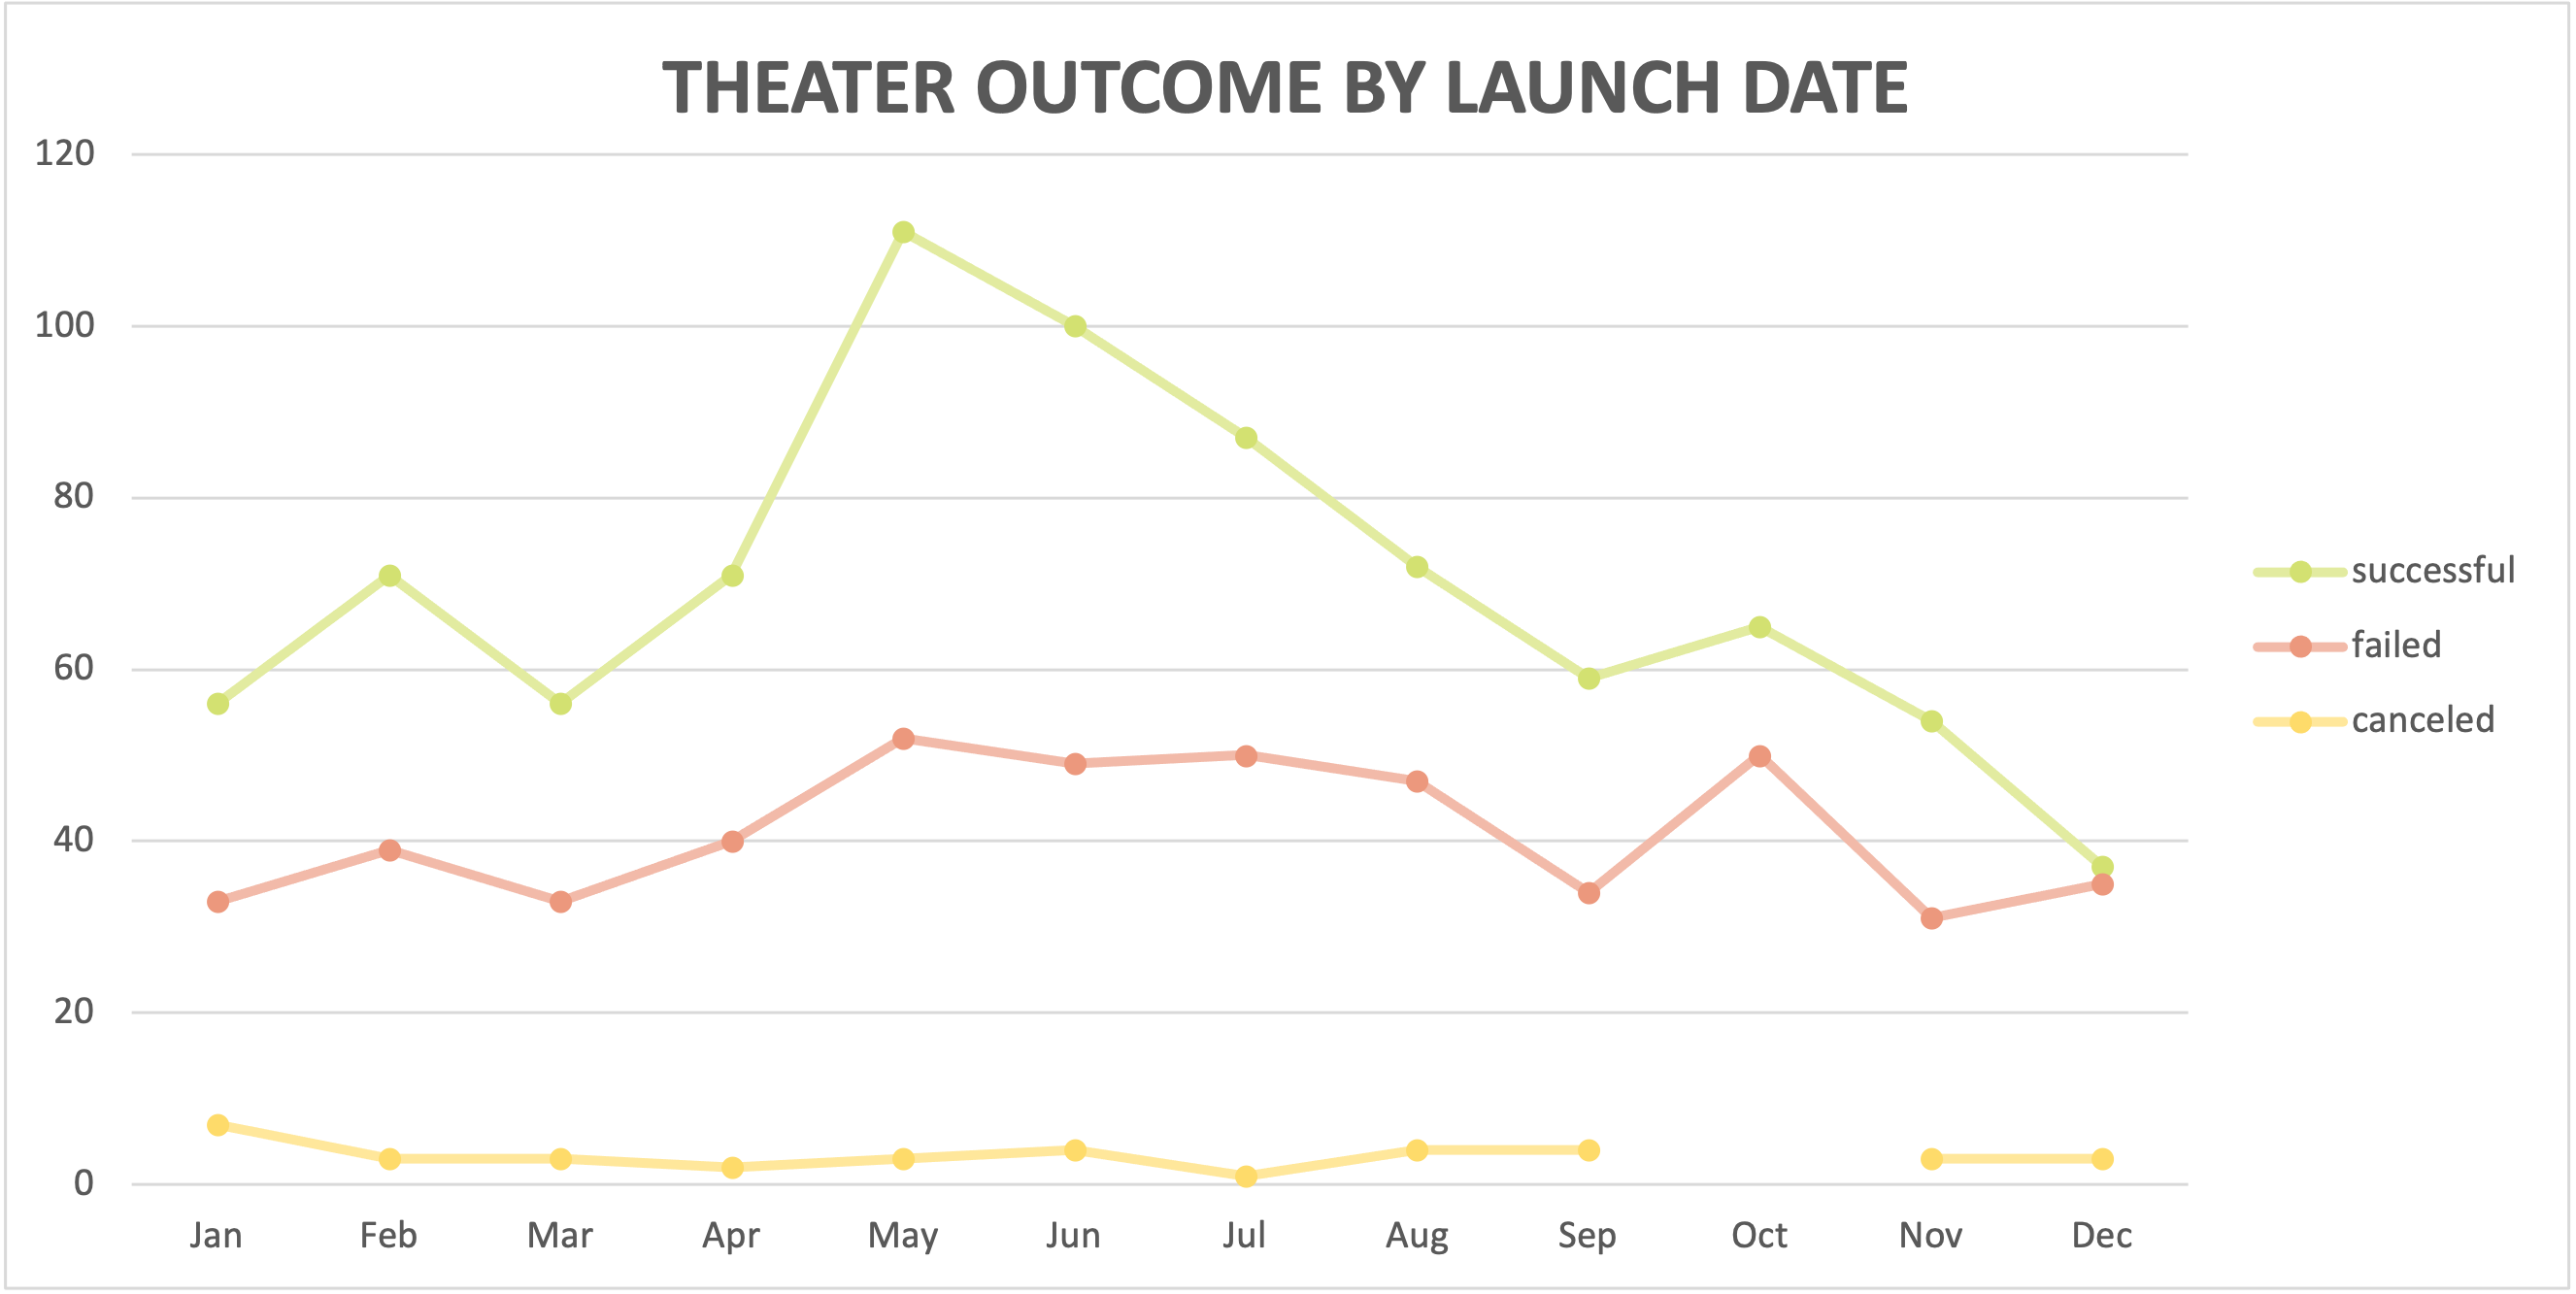 THEATER OUTCOME BY LAUNCH DATE
120
100
80
60
40
20
0
Jan Feb Mar Apr May Jun Jul Aug Sep Oct Nov Dec
successful
failed
canceled